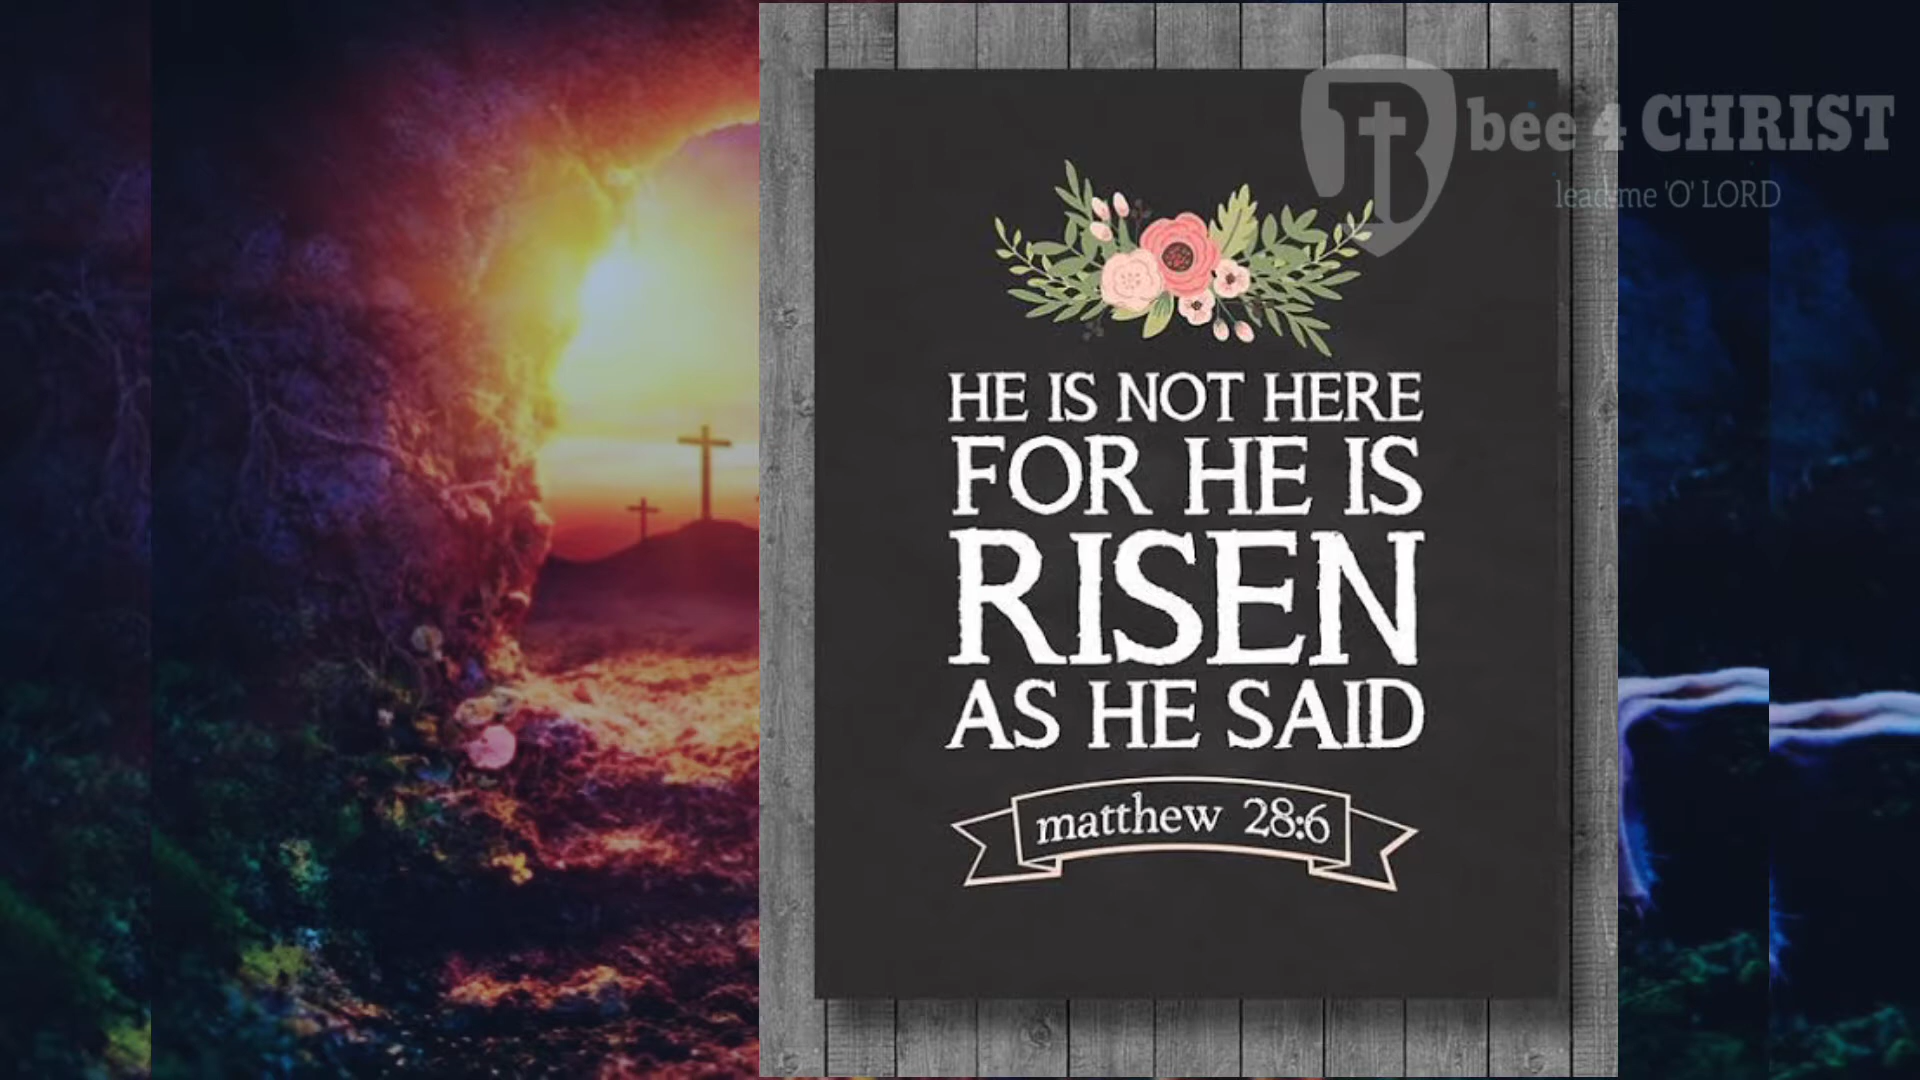 bee 4 CHRIST
lead me 'O' LORD
HE IS NOT HERE
FOR HE IS
RISEN
AS HE SAID
matthew 28:6